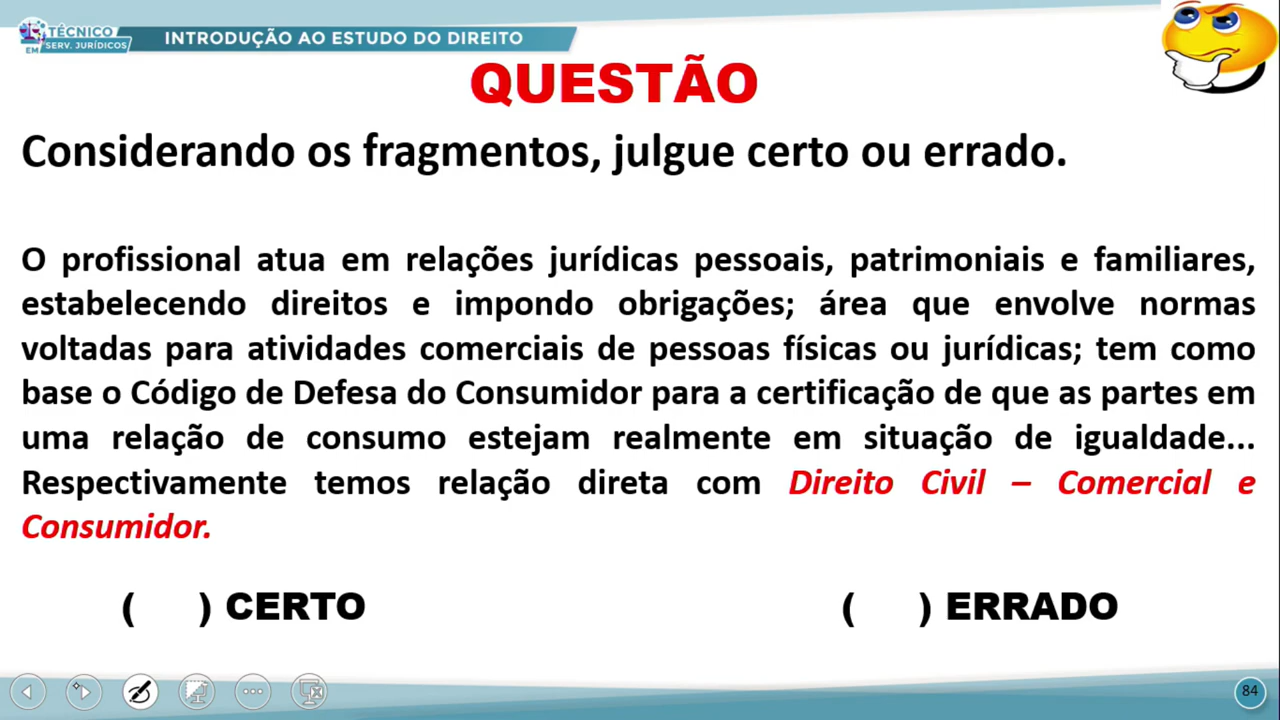 TÉCNICO
EM SERV. JURÍDICOS
INTRODUÇÃO AO ESTUDO DO DIREITO
QUESTÃO
Considerando os fragmentos, julgue certo ou errado.
O profissional atua em relações jurídicas pessoais, patrimoniais e familiares,
estabelecendo direitos e impondo obrigações; área que envolve normas
voltadas para atividades comerciais de pessoas físicas ou jurídicas; tem como
base o Código de Defesa do Consumidor para a certificação de que as partes em
uma relação de consumo estejam realmente em situação de igualdade...
Respectivamente temos relação direta com Direito Civil – Comercial e
Consumidor.
( ) CERTO ( ) ERRADO
84